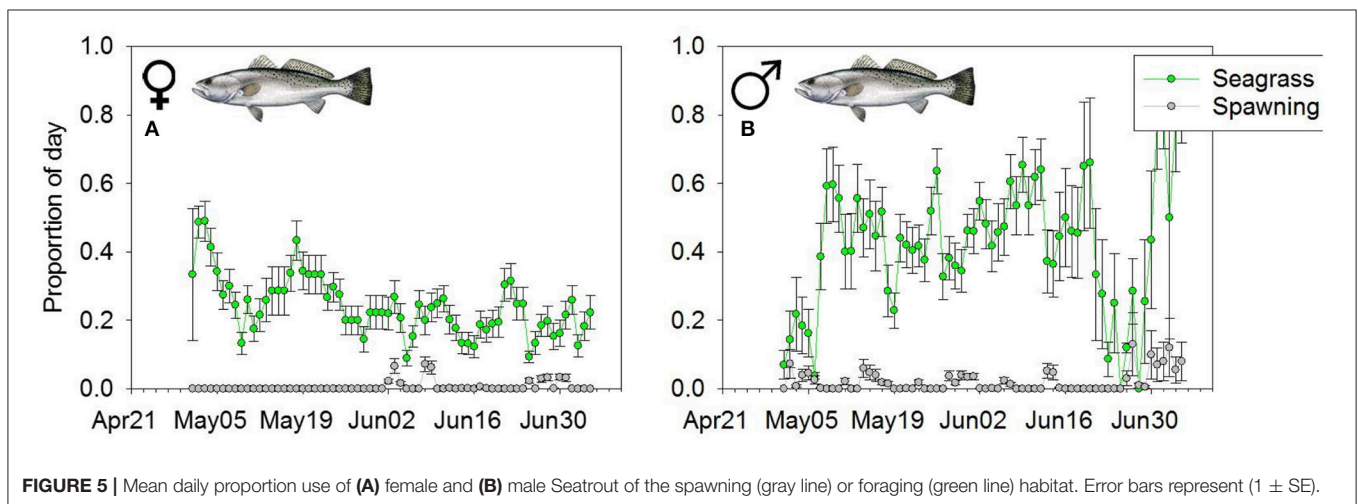 1.0
0.8
0.6
0.4
0.2
0.0
Proporrtion of day
♀
A
Apr21 May05 May19 Jun02 Jun16 Jun30
1.0
0.8
0.6
0.4
0.2
0.0
♂
B
Seagrass
Spawning
Apr21 May05 May19 Jun02 Jun16 Jun30
FIGURE 5 | Mean daily proportion use of (A) female and (B) male Seatrout of the spawning (gray line) or foraging (green line) habitat. Error bars represent (1 ± SE).